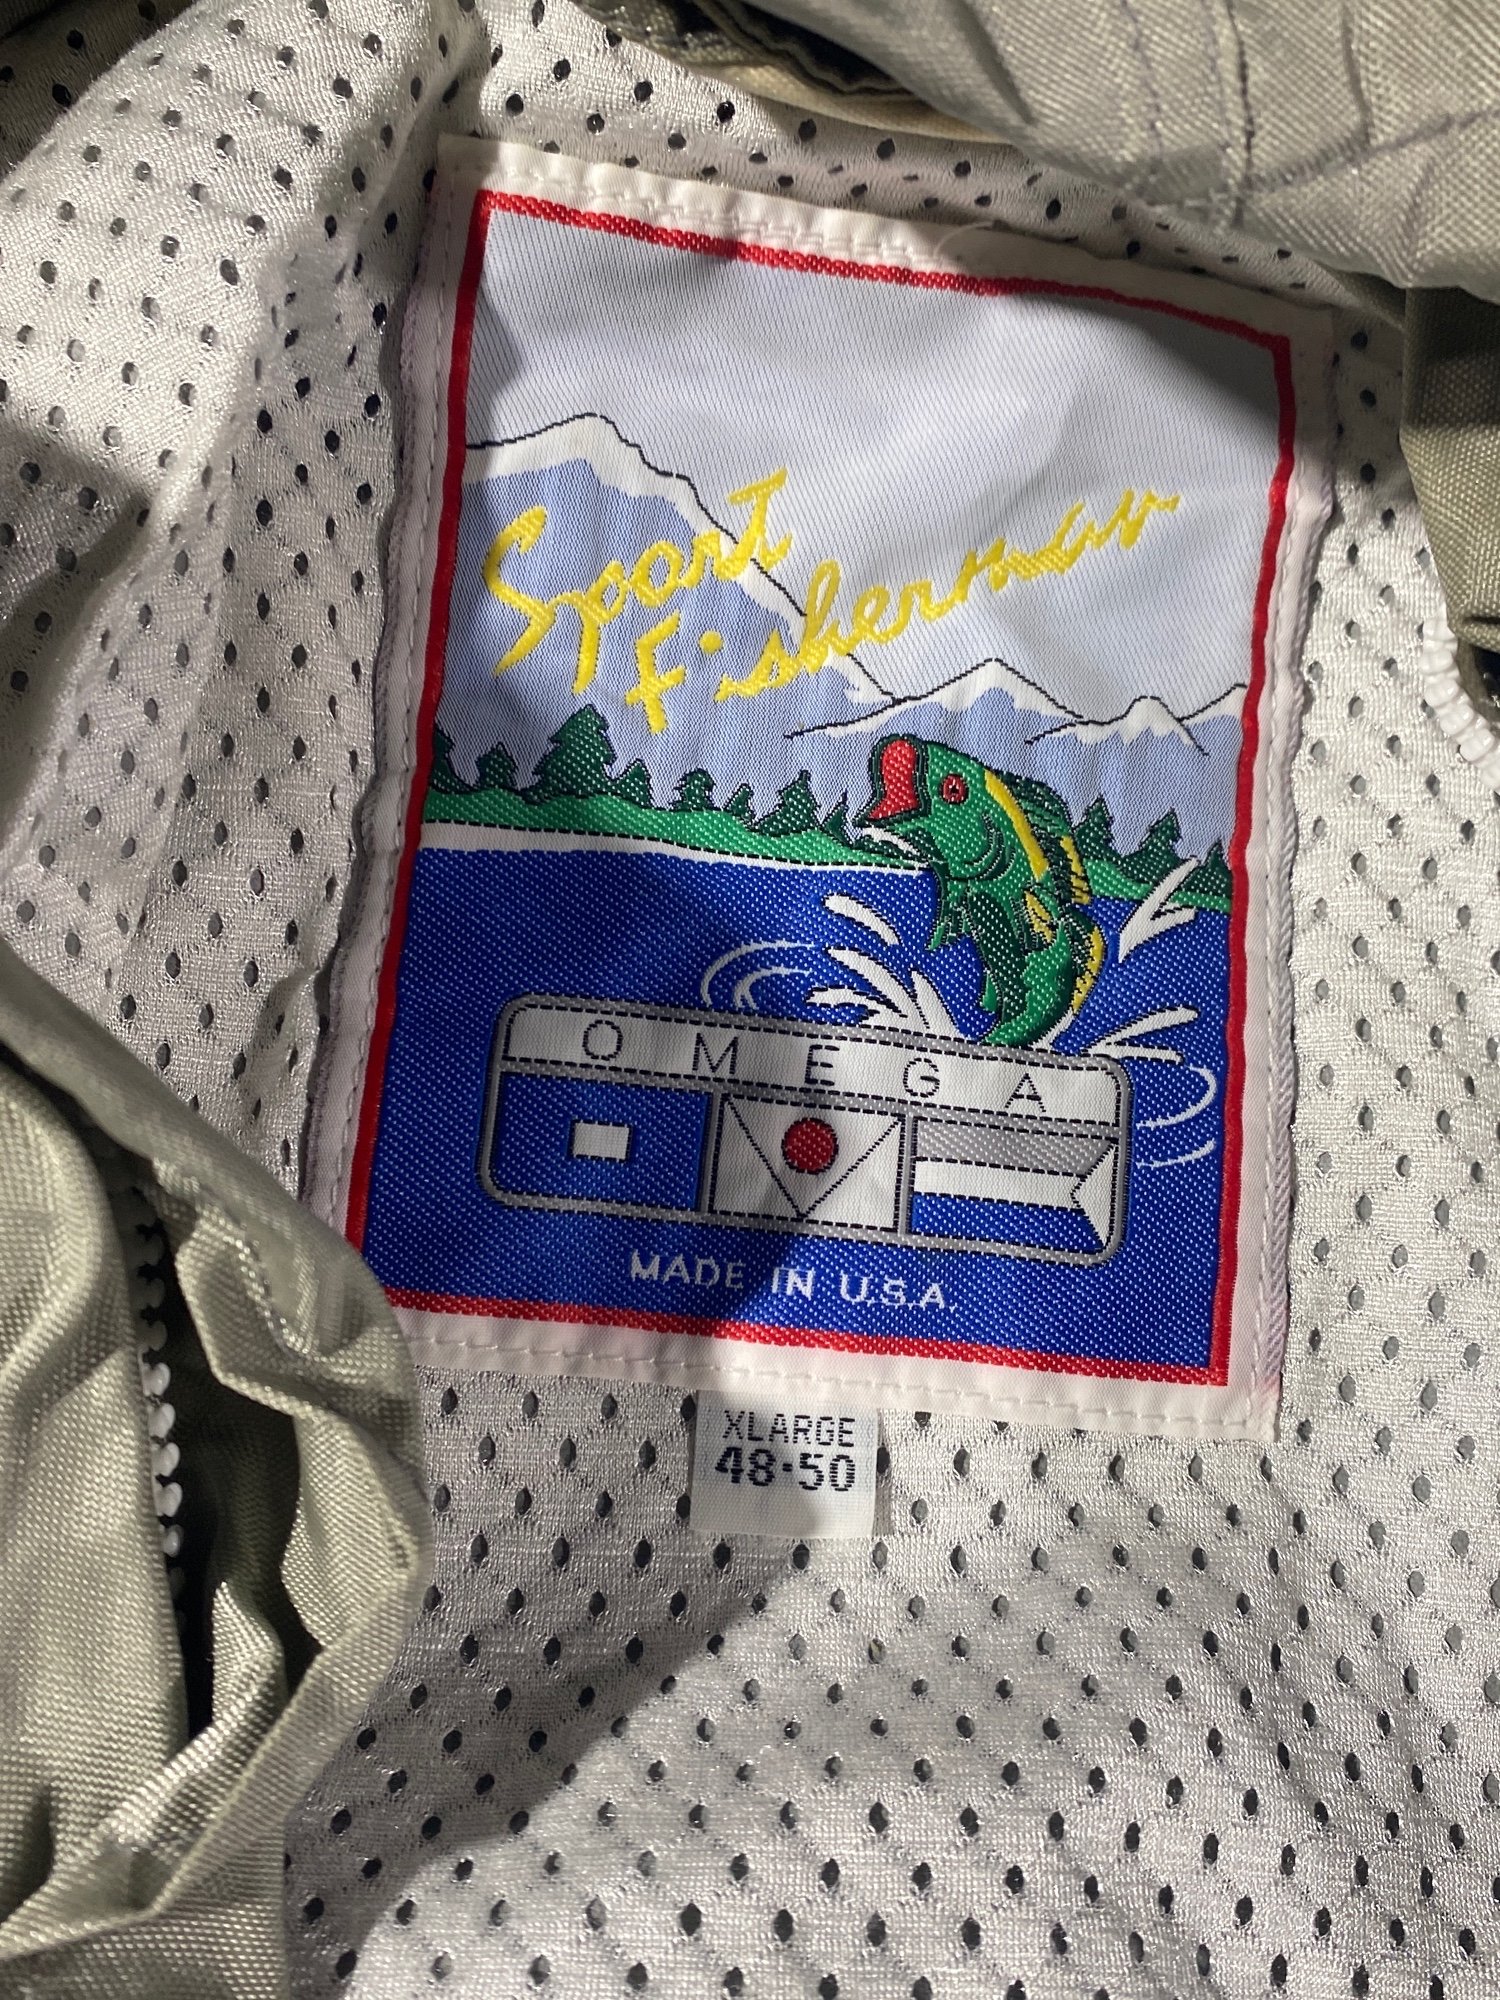 Sport
Fisherman
OMEGA
MADE IN U.S.A.
XLARGE
48·50